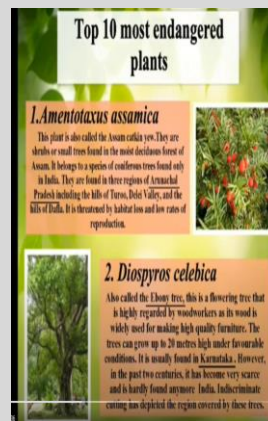 Top 10 most endangered
plants
1.Amentotaxus assamica
This plant is also called the Assam catkin yew.They are
shrubs or small trees found in the moist deciduous forest of
Assam. It belongs to a species of coniferous trees found only
in India. They are found in three regions of Arunachal
Pradesh including the hills of Turoo, Delei Valley, and the
hills of Dafla. It is threatened by habitat loss and low rates of
reproduction.
2. Diospyros celebica
Also called the Ebony tree, this is a flowering tree that
is highly regarded by woodworkers as its wood is
widely used for making high quality furniture. The
trees can grow up to 20 metres high under favourable
conditions. It is usually found in Karnataka . However,
in the past two centuries, it has become very scarce
and is hardly found anymore India. Indiscriminate
cutting has depleted the region covered by these trees.